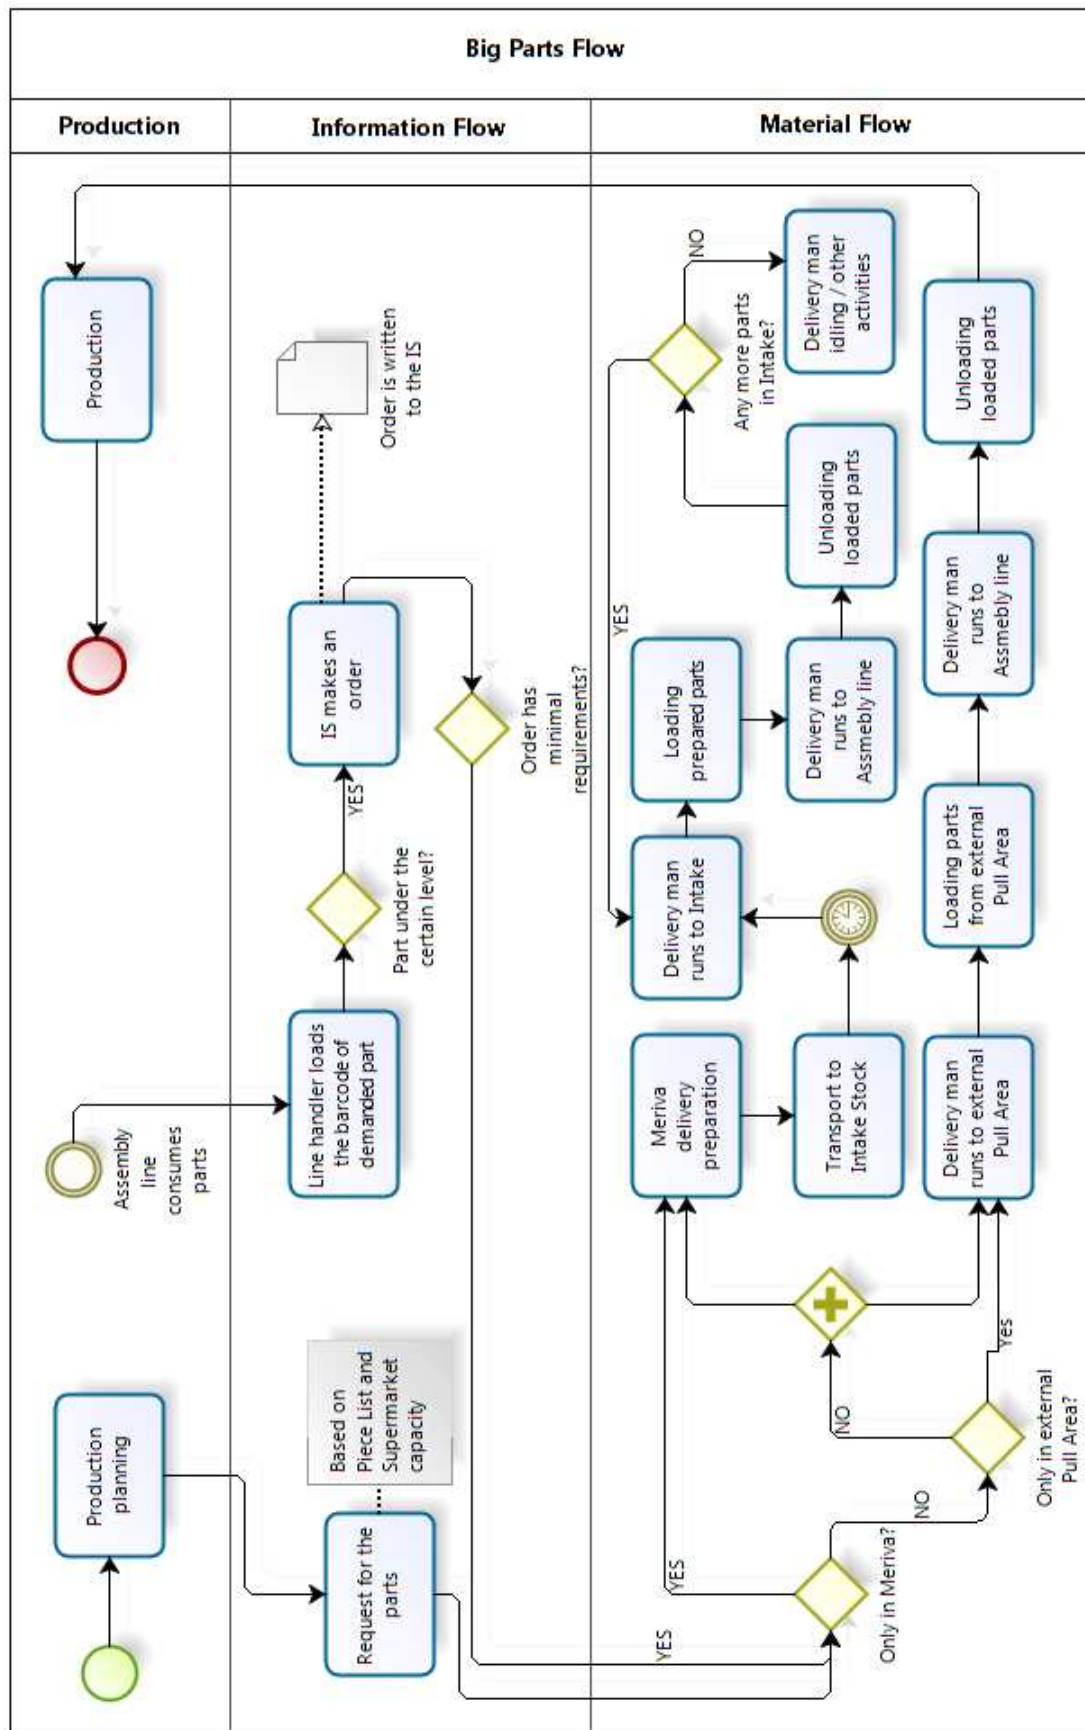 Big Parts Flow
Production
Information Flow
Material Flow
Production
planning
Assembly
line
consumes
parts
Production
Request for the
parts
Based on
Piece List and
Supermarket
capacity
Line handler loads
the barcode of
demanded part
Part under the
certain level?
YES
IS makes an
order
Order is written
to the IS
Order has
minimal
requirements?
YES
Only in Meriva?
YES
NO
Only in external
Pull Area?
NO
Yes
Meriva
delivery
preparation
Transport to
Intake Stock
Delivery man
runs to Intake
Loading
prepared parts
Delivery man
runs to
Assmebly line
Unloading
loaded parts
Any more parts
in Intake?
YES
NO
Delivery man
idling / other
activities
Delivery man
runs to external
Pull Area
Loading parts
from external
Pull Area
Delivery man
runs to
Assmebly line
Unloading
loaded parts